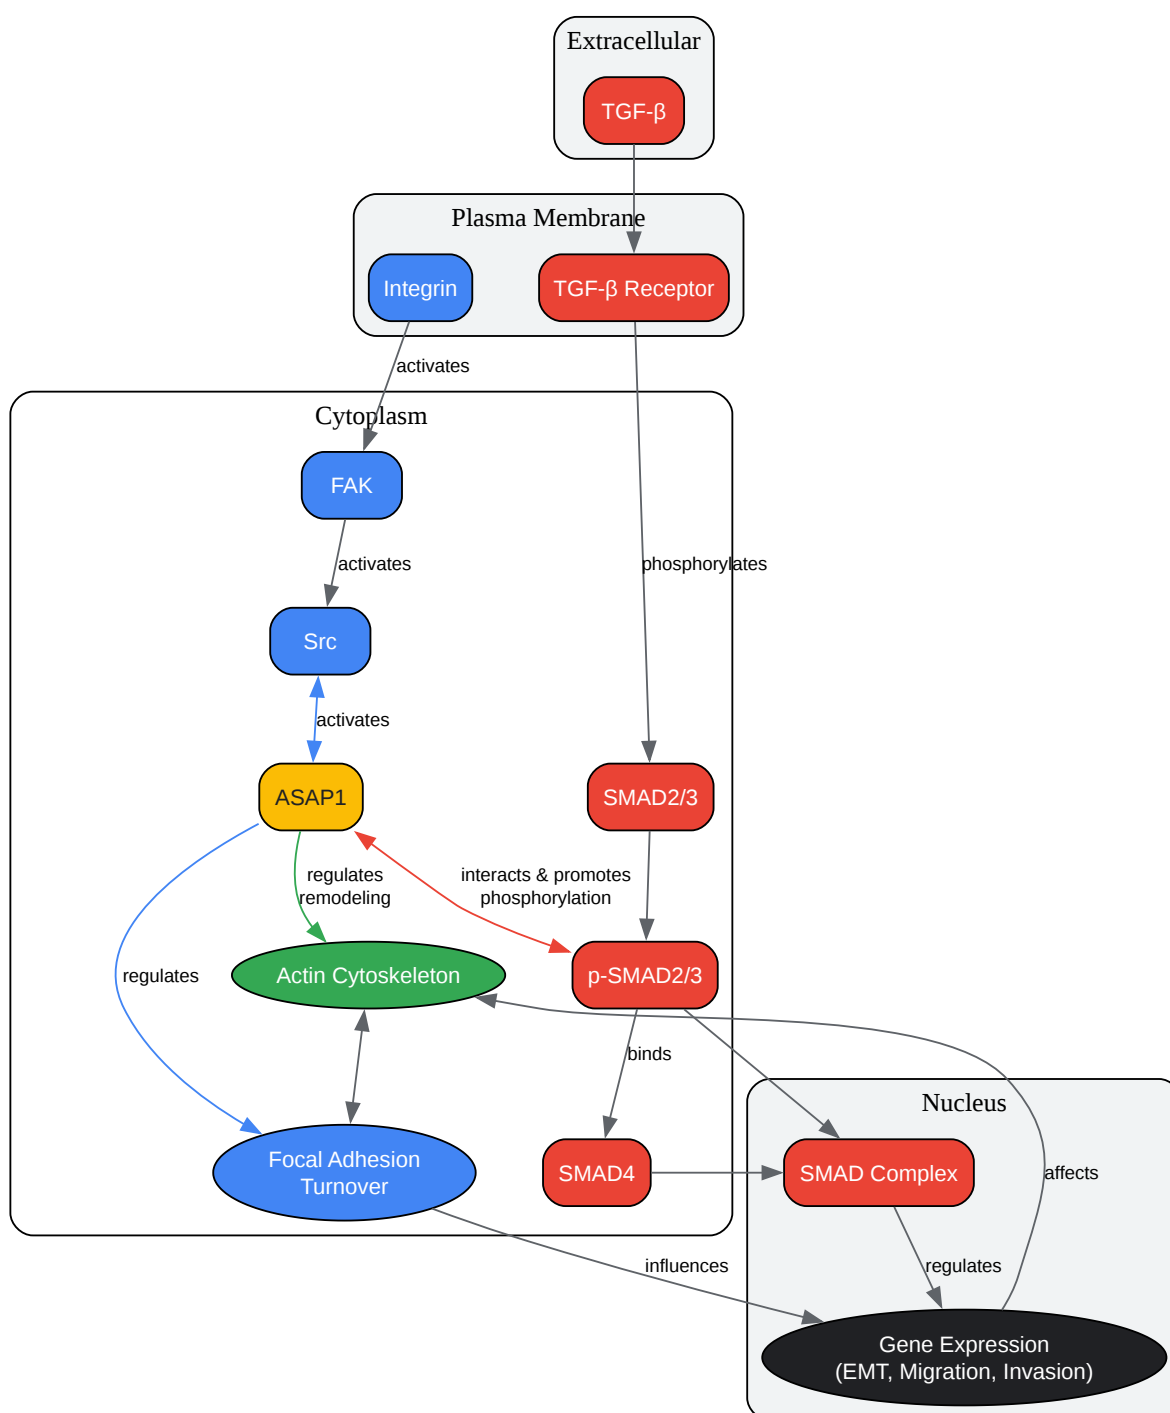 Extracellular
TGF-β
Plasma Membrane
Integrin
TGF-β Receptor
activates
Cytoplasm
FAK
activates
phosphorylates
Src
activates
ASAP1
SMAD2/3
regulates
remodeling
interacts & promotes
phosphorylation
regulates
Actin Cytoskeleton
p-SMAD2/3
binds
Nucleus
Focal Adhesion
Turnover
SMAD4
SMAD Complex
affects
influences
regulates
Gene Expression
(EMT, Migration, Invasion)